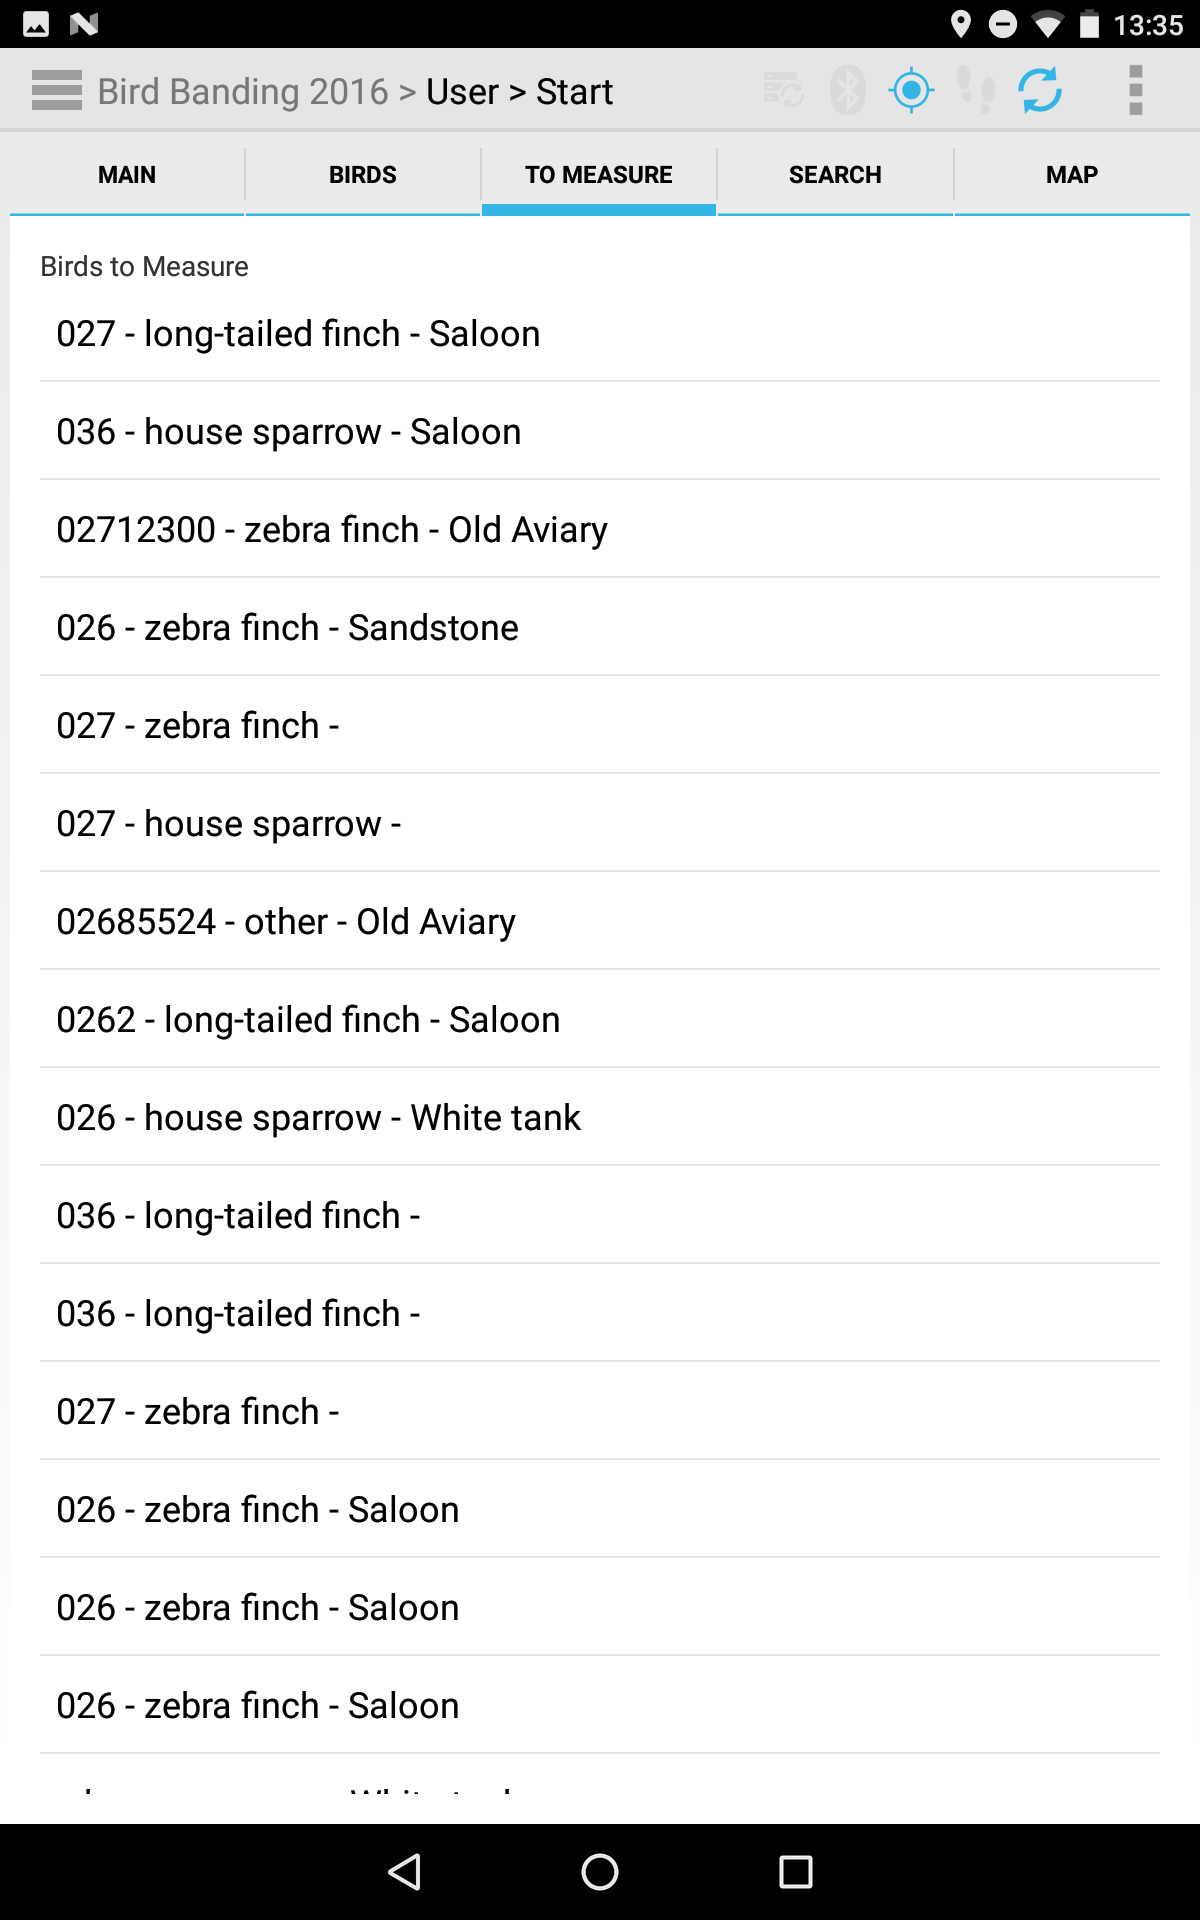 13:35
Bird Banding 2016 > User > Start
MAIN
BIRDS
TO MEASURE
SEARCH
MAP
Birds to Measure
027 - long-tailed finch - Saloon
036 - house sparrow - Saloon
02712300 - zebra finch - Old Aviary
026 - zebra finch - Sandstone
027 - zebra finch -
027 - house sparrow -
02685524 - other - Old Aviary
0262 - long-tailed finch - Saloon
026 - house sparrow - White tank
036 - long-tailed finch -
036 - long-tailed finch -
027 - zebra finch -
026 - zebra finch - Saloon
026 - zebra finch - Saloon
026 - zebra finch - Saloon